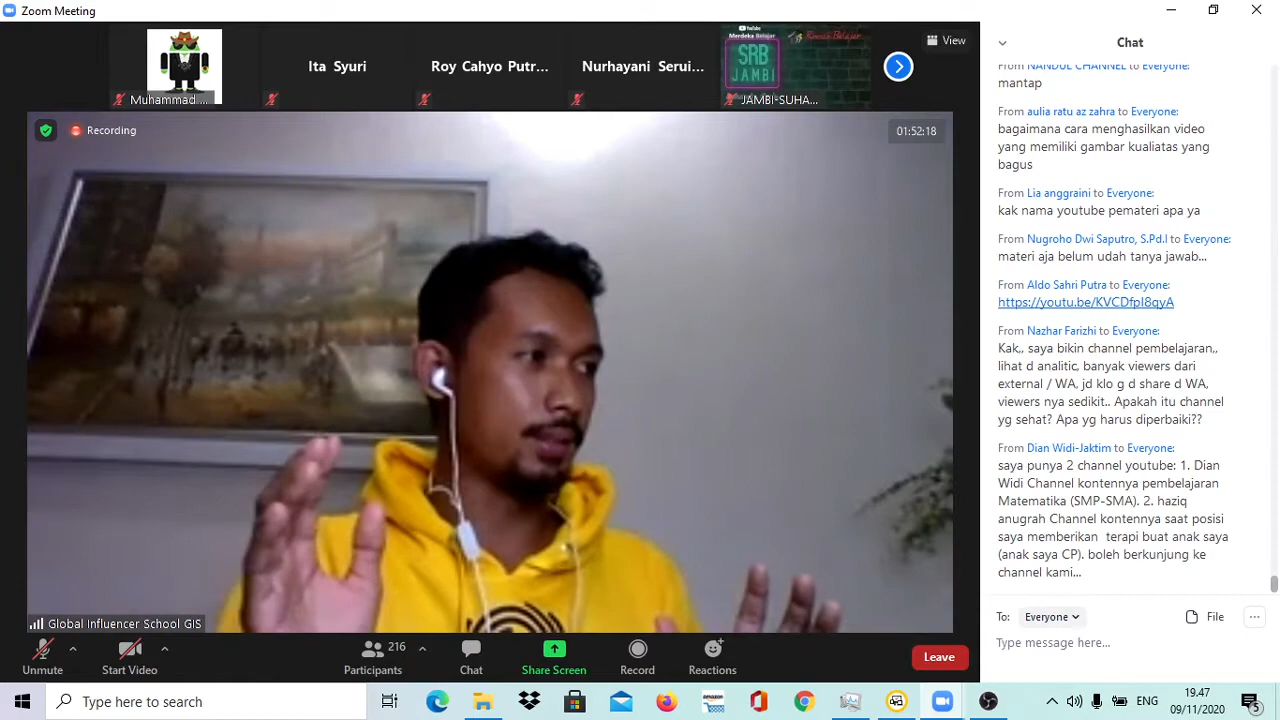 Zoom Meeting
Muhammad ...
Ita Syuri
Roy Cahyo Putr...
Nurhayani Serui...
YouTube
Merdeka Belajar
Rumah Belajar
SRB
JAMBI
JAMBI-SUHA...
View
Recording
01:52:18
Global Influencer School GIS
Unmute
Start Video
216
Participants
Chat
Share Screen
Record
Reactions
Leave
Chat
From NANDUL CHANNEL to Everyone:
mantap
From aulia ratu az zahra to Everyone:
bagaimana cara menghasilkan video
yang memiliki gambar kualiatas yang
bagus
From Lia anggraini to Everyone:
kak nama youtube pemateri apa ya
From Nugroho Dwi Saputro, S.Pd.I to Everyone:
materi aja belum udah tanya jawab...
From Aldo Sahri Putra to Everyone:
https://youtu.be/KVCDfpI8qyA
From Nazhar Farizhi to Everyone:
Kak,, saya bikin channel pembelajaran,,
lihat d analitic, banyak viewers dari
external / WA, jd klo g d share d WA,
viewers nya sedikit.. Apakah itu channel
yg sehat? Apa yg harus diperbaiki??
From Dian Widi-Jaktim to Everyone:
saya punya 2 channel youtube: 1. Dian
Widi Channel kontennya pembelajaran
Matematika (SMP-SMA). 2. haziq
anugrah Channel kontennya saat posisi
saya memberikan terapi buat anak saya
(anak saya CP). boleh berkunjung ke
channel kami...
To: Everyone
File
Type message here...
Type here to search
amazon
ENG
19.47
09/11/2020
5